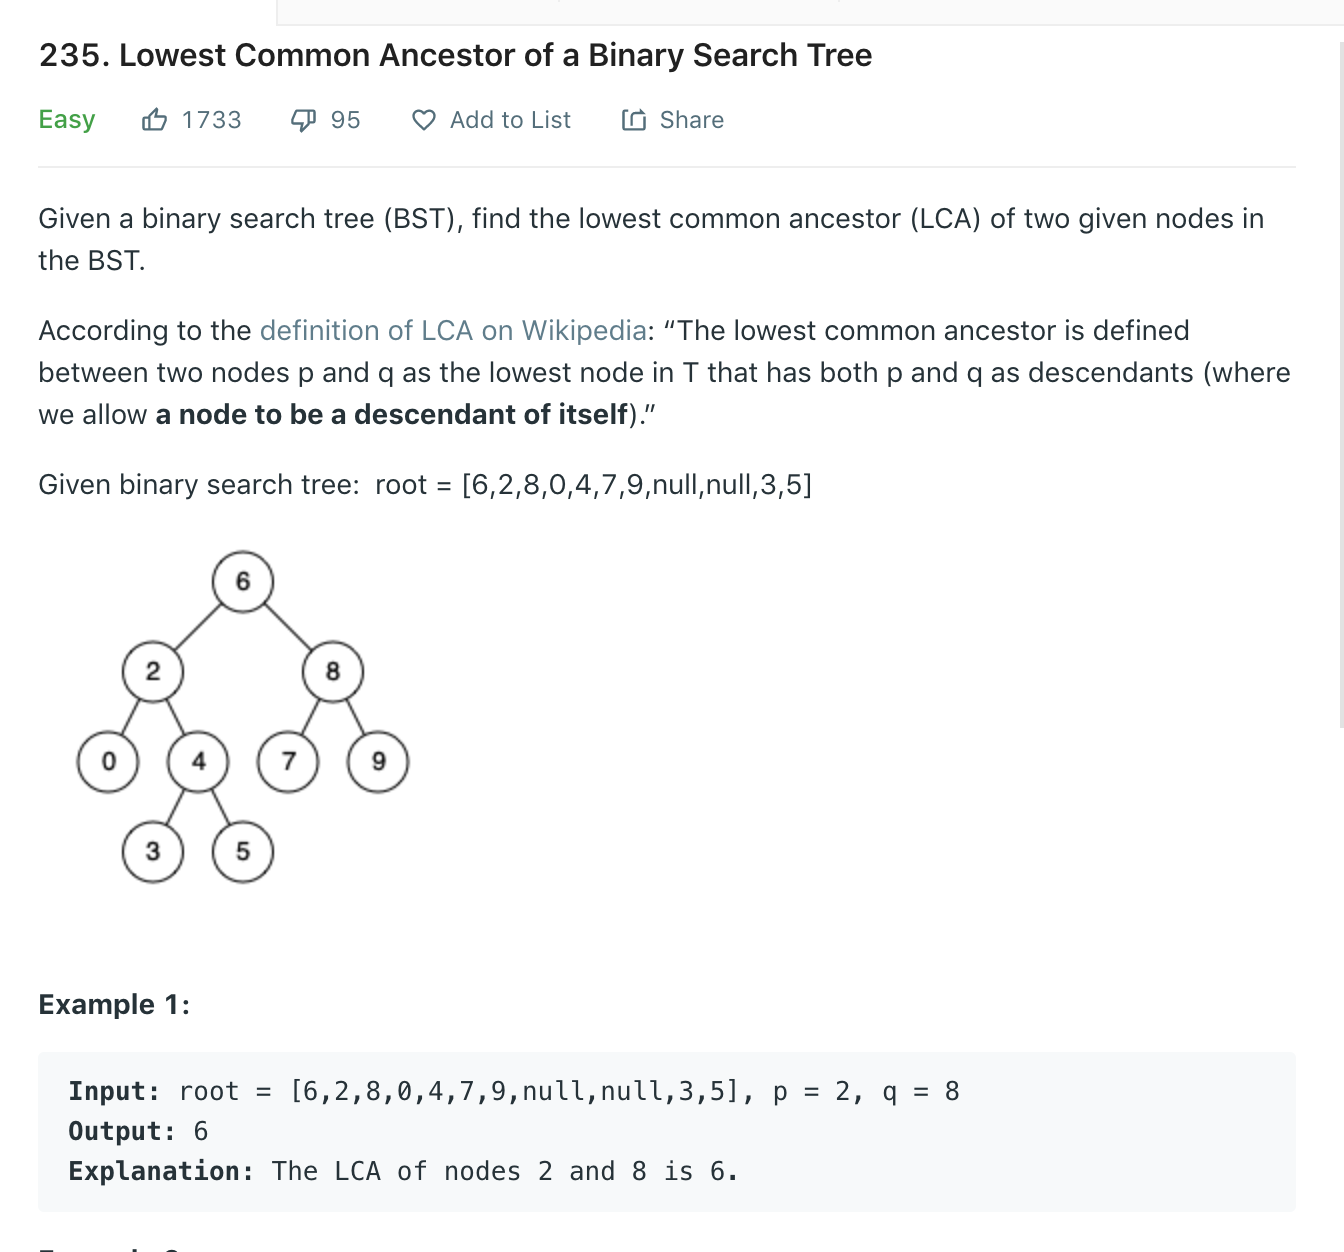 235. Lowest Common Ancestor of a Binary Search Tree
Easy 1733 95 Add to List Share
Given a binary search tree (BST), find the lowest common ancestor (LCA) of two given nodes in
the BST.
According to the definition of LCA on Wikipedia: “The lowest common ancestor is defined
between two nodes p and q as the lowest node in T that has both p and q as descendants (where
we allow a node to be a descendant of itself).”
Given binary search tree:  root = [6,2,8,0,4,7,9,null,null,3,5]
6
2 8
0 4 7 9
3 5
Example 1:
Input: root = [6,2,8,0,4,7,9,null,null,3,5], p = 2, q = 8
Output: 6
Explanation: The LCA of nodes 2 and 8 is 6.